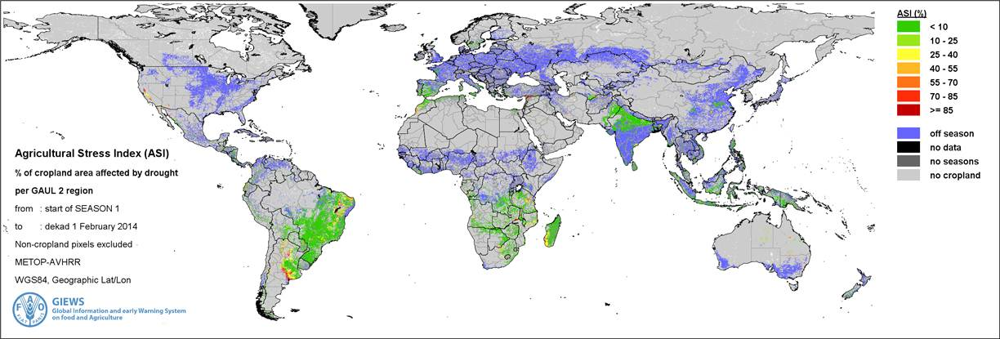 Agricultural Stress Index (ASI)
% of cropland area affected by drought
per GAUL 2 region
from : start of SEASON 1
to : dekad 1 February 2014
Non-cropland pixels excluded
METOP-AVHRR
WGS84, Geographic Lat/Lon
F A O
FIAT PANIS
GIEWS
Global Information and early Warning System
on food and Agriculture
ASI (%)
< 10
10 - 25
25 - 40
40 - 55
55 - 70
70 - 85
>= 85
off season
no data
no seasons
no cropland